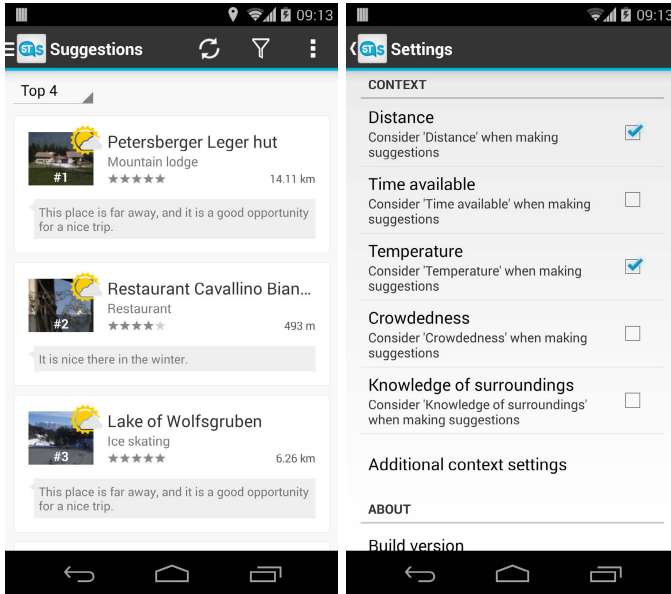 09:13
STS Suggestions
Top 4
Petersberger Leger hut
Mountain lodge
#1
14.11 km
This place is far away, and it is a good opportunity
for a nice trip.
Restaurant Cavallino Bian...
Restaurant
#2
493 m
It is nice there in the winter.
Lake of Wolfsgruben
Ice skating
#3
6.26 km
This place is far away, and it is a good opportunity
for a nice trip.
09:13
STS Settings
CONTEXT
Distance
Consider 'Distance' when making
suggestions
Time available
Consider 'Time available' when making
suggestions
Temperature
Consider 'Temperature' when making
suggestions
Crowdedness
Consider 'Crowdedness' when making
suggestions
Knowledge of surroundings
Consider 'Knowledge of surroundings'
when making suggestions
Additional context settings
ABOUT
Build version